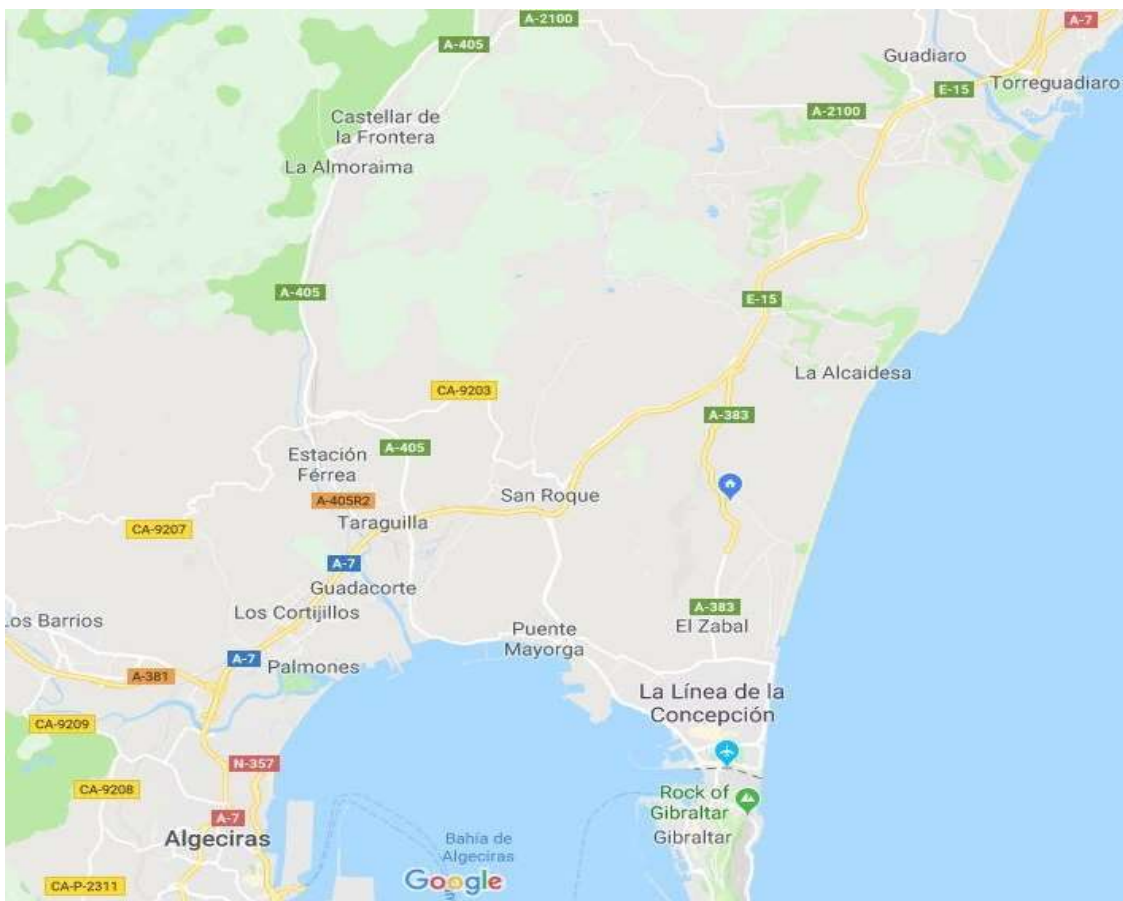 A-2100
A-7
A-405
Guadiaro
Torreguadiaro
E-15
A-2100
Castellar de
la Frontera
La Almoraima
A-405
E-15
La Alcaidesa
CA-9203
A-383
A-405
Estación
Férrea
San Roque
A-405R2
Taraguilla
CA-9207
A-7
Guadacorte
Los Cortijillos
A-383
El Zabal
Los Barrios
Puente
Mayorga
A-7
Palmones
A-381
La Línea de la
Concepción
CA-9209
N-357
CA-9208
Rock of
Gibraltar
Gibraltar
A-7
Algeciras
Bahía de
Algeciras
Google
CA-P-2311